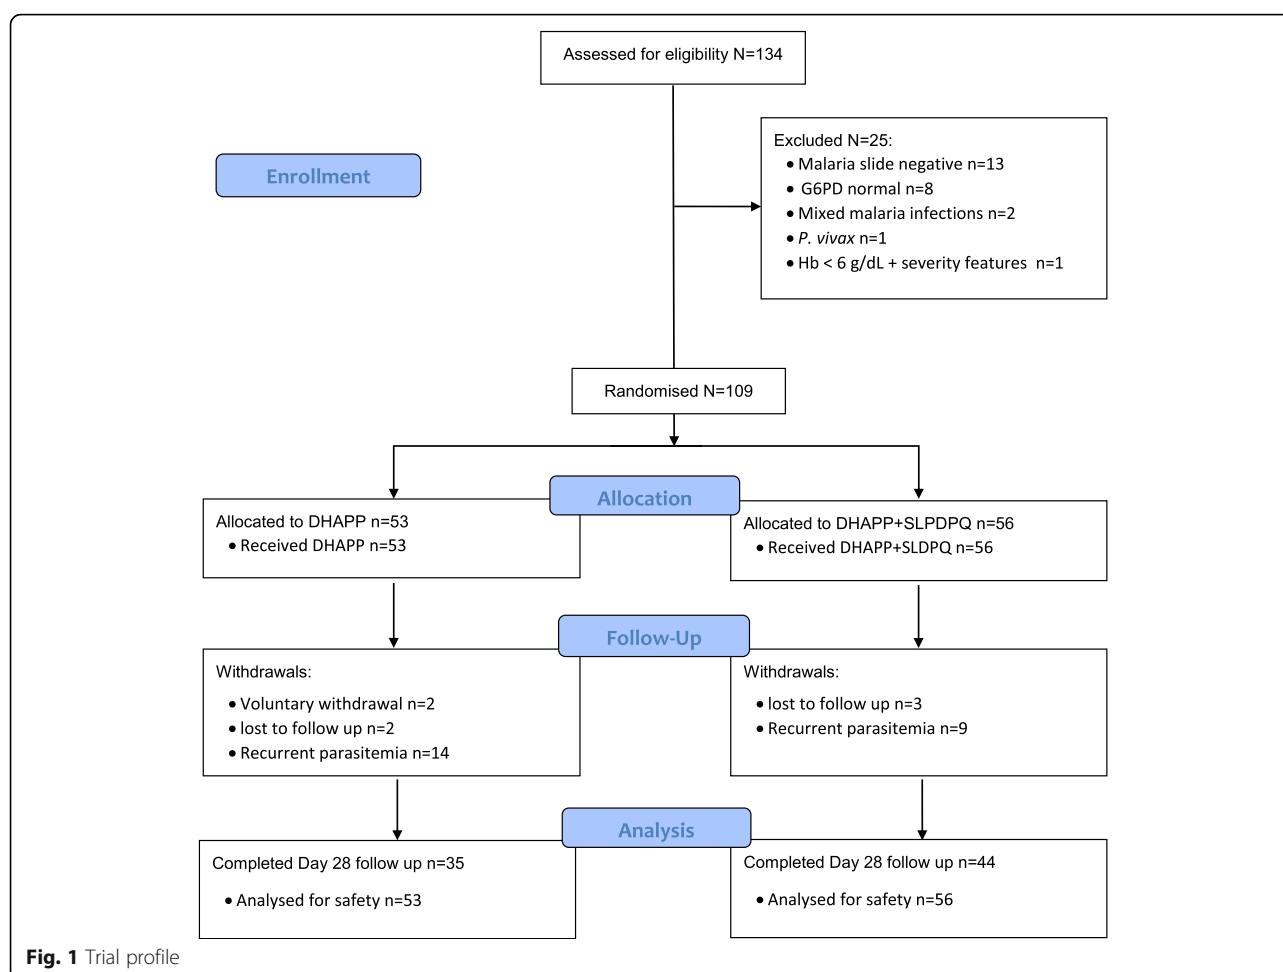 Assessed for eligibility N=134
Excluded N=25:
• Malaria slide negative n=13
• G6PD normal n=8
• Mixed malaria infections n=2
• P. vivax n=1
• Hb < 6 g/dL + severity features n=1
Enrollment
Randomised N=109
Allocation
Allocated to DHAPP n=53
• Received DHAPP n=53
Allocated to DHAPP+SLPDPQ n=56
• Received DHAPP+SLDPQ n=56
Follow-Up
Withdrawals:
• Voluntary withdrawal n=2
• lost to follow up n=2
• Recurrent parasitemia n=14
Withdrawals:
• lost to follow up n=3
• Recurrent parasitemia n=9
Analysis
Completed Day 28 follow up n=35
• Analysed for safety n=53
Completed Day 28 follow up n=44
• Analysed for safety n=56
Fig. 1 Trial profile